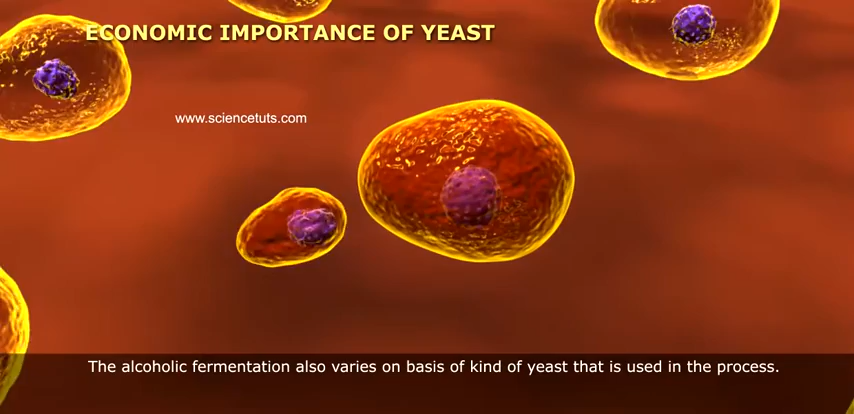 ECONOMIC IMPORTANCE OF YEAST
www.sciencetuts.com
The alcoholic fermentation also varies on basis of kind of yeast that is used in the process.